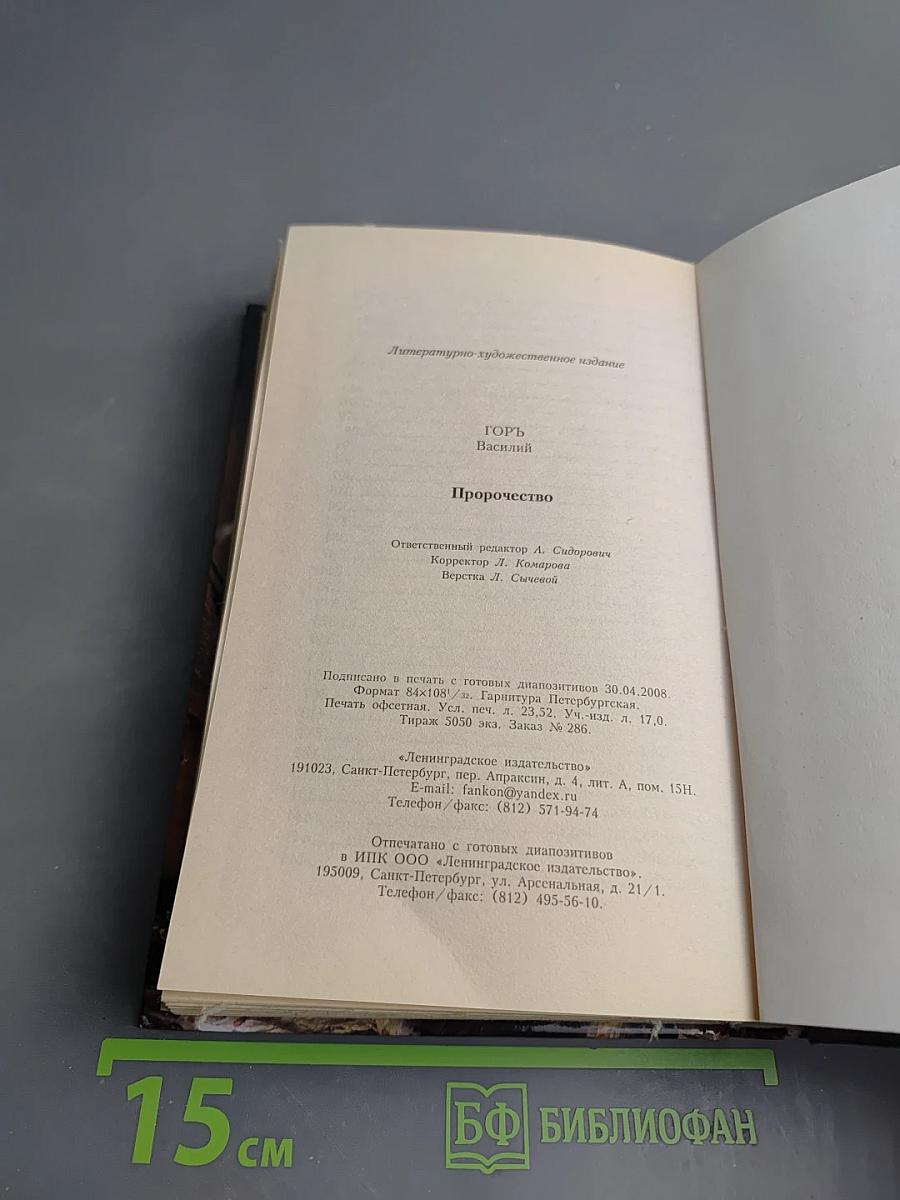 Литературно-художественное издание
ГОРЪ
Василий
Пророчество
Ответственный редактор А. Сидорович
Корректор Л. Комарова
Верстка Л. Сычевой
Подписано в печать с готовых диапозитивов 30.04.2008.
Формат 84×108¹/₃₂. Гарнитура Петербургская.
Печать офсетная. Усл. печ. л. 23,52. Уч.-изд. л. 17,0.
Тираж 5050 экз. Заказ № 286.
«Ленинградское издательство»
191023, Санкт-Петербург, пер. Апраксин, д. 4, лит. А, пом. 15Н.
E-mail: fankon@yandex.ru
Телефон/факс: (812) 571-94-74
Отпечатано с готовых диапозитивов
в ИПК ООО «Ленинградское издательство».
195009, Санкт-Петербург, ул. Арсенальная, д. 21/1.
Телефон/факс: (812) 495-56-10.
15 см
БФ БИБЛИОФАН